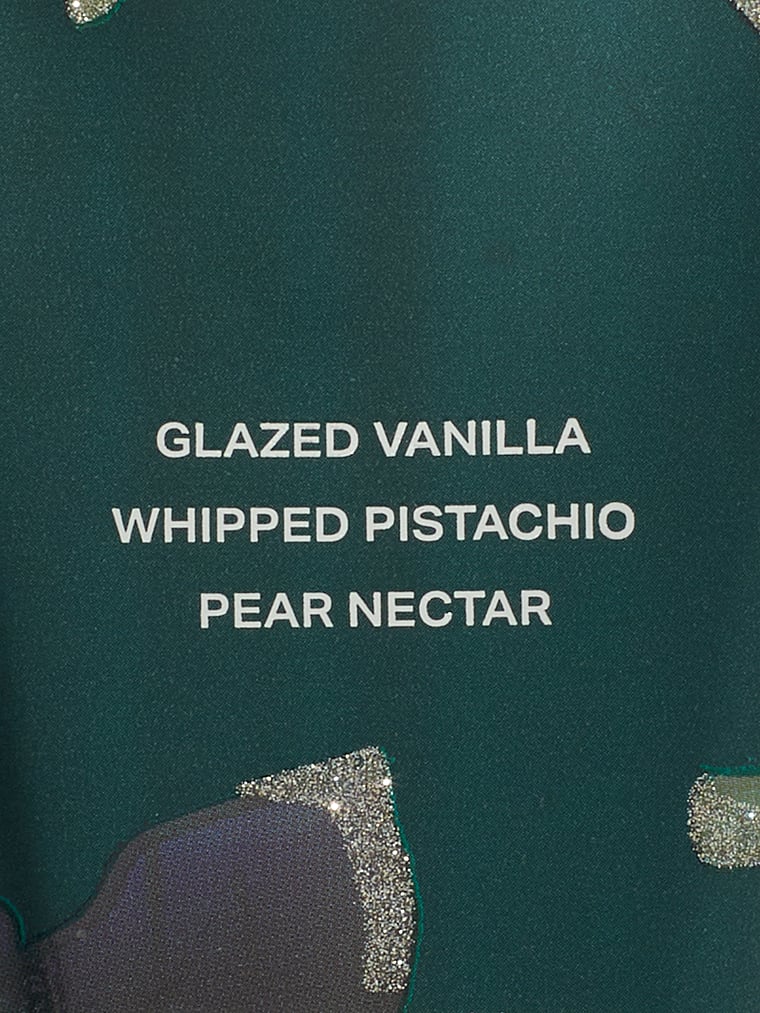 GLAZED VANILLA
WHIPPED PISTACHIO
PEAR NECTAR